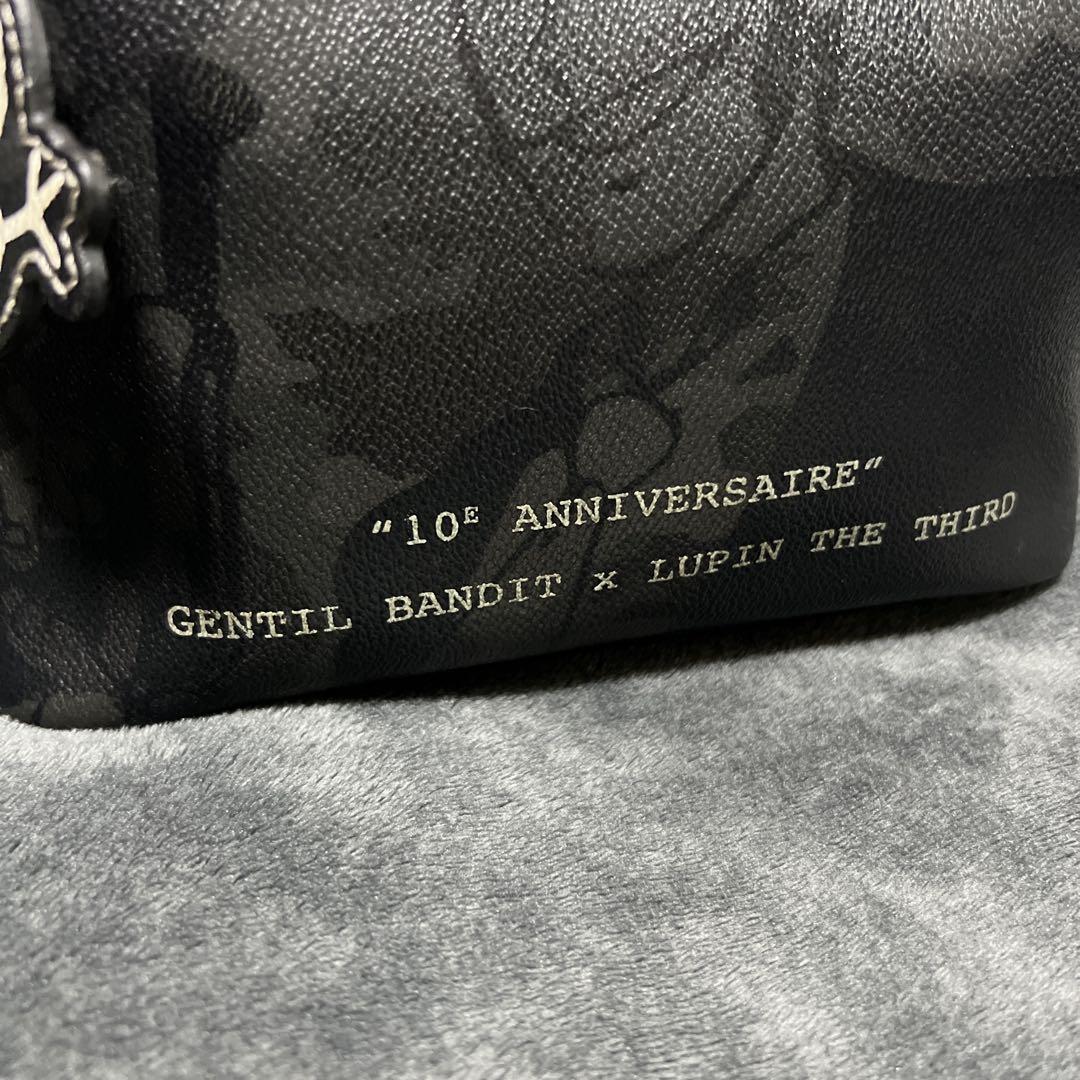 “10ᴱ ANNIVERSAIRE“
GENTIL BANDIT x LUPIN THE THIRD